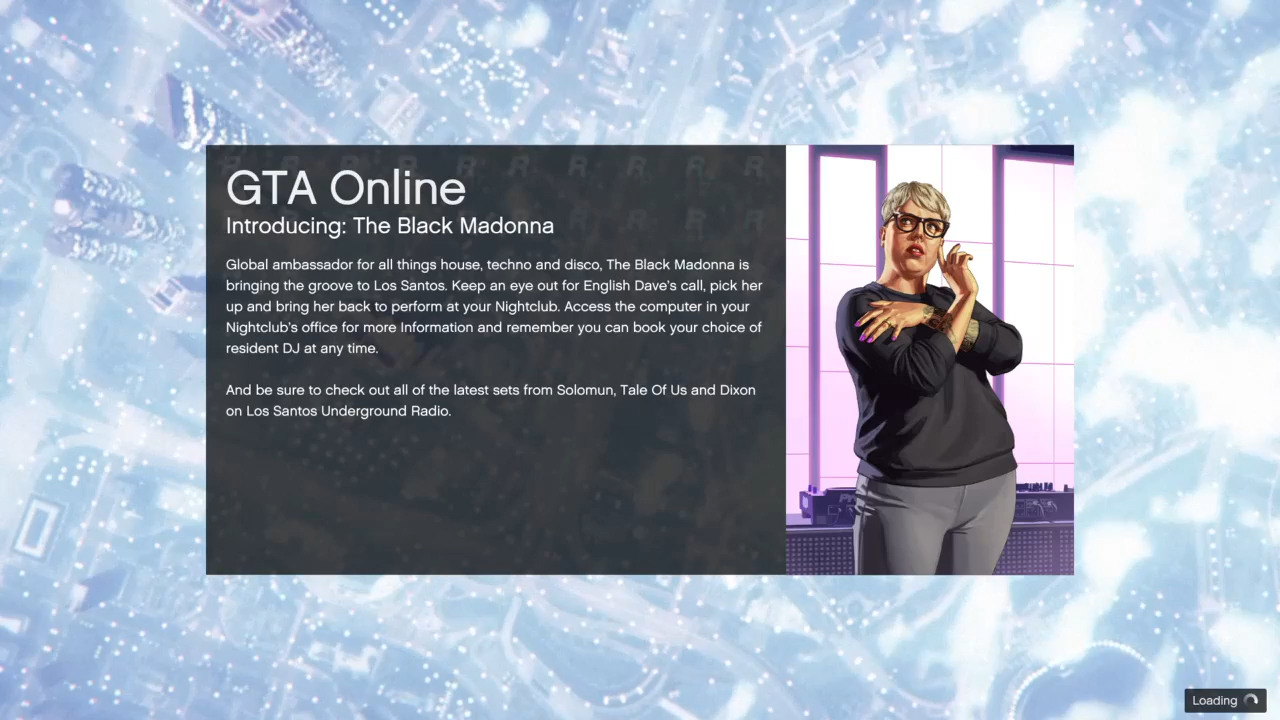 GTA Online
Introducing: The Black Madonna
Global ambassador for all things house, techno and disco, The Black Madonna is
bringing the groove to Los Santos. Keep an eye out for English Dave's call, pick her
up and bring her back to perform at your Nightclub. Access the computer in your
Nightclub's office for more Information and remember you can book your choice of
resident DJ at any time.
And be sure to check out all of the latest sets from Solomun, Tale Of Us and Dixon
on Los Santos Underground Radio.
Loading